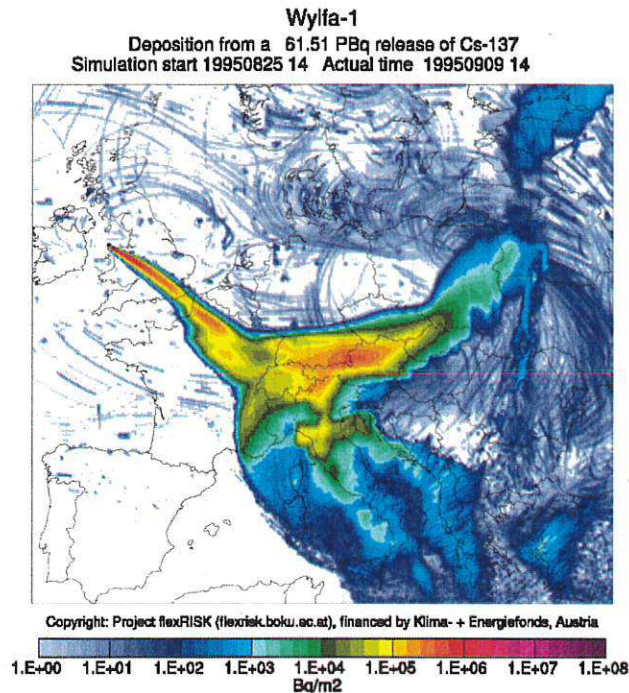 Wylfa-1
Deposition from a 61.51 PBq release of Cs-137
Simulation start 19950825 14 Actual time 19950909 14
Copyright: Project flexRISK (flexrisk.boku.ac.at), financed by Klima- + Energiefonds, Austria
1.E+00 1.E+01 1.E+02 1.E+03 1.E+04 1.E+05 1.E+06 1.E+07 1.E+08
Bq/m2